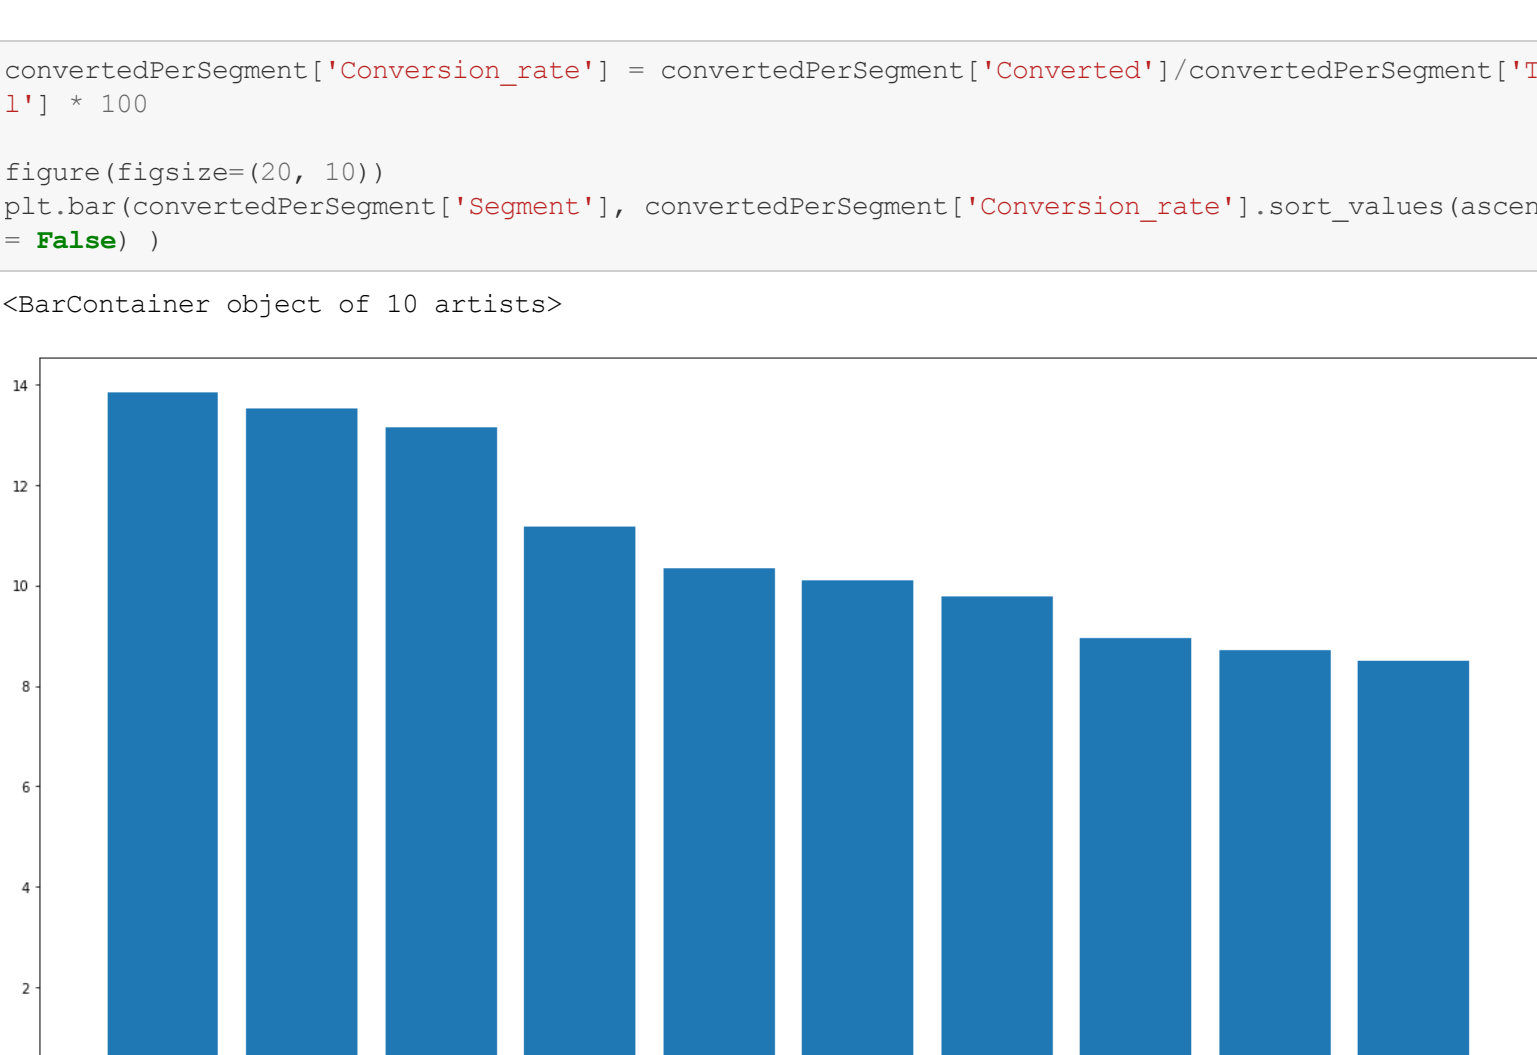 convertedPerSegment['Conversion_rate'] = convertedPerSegment['Converted']/convertedPerSegment['T
l'] * 100
figure(figsize=(20, 10))
plt.bar(convertedPerSegment['Segment'], convertedPerSegment['Conversion_rate'].sort_values(ascen
= False) )
<BarContainer object of 10 artists>
14
12
10
8
6
4
2